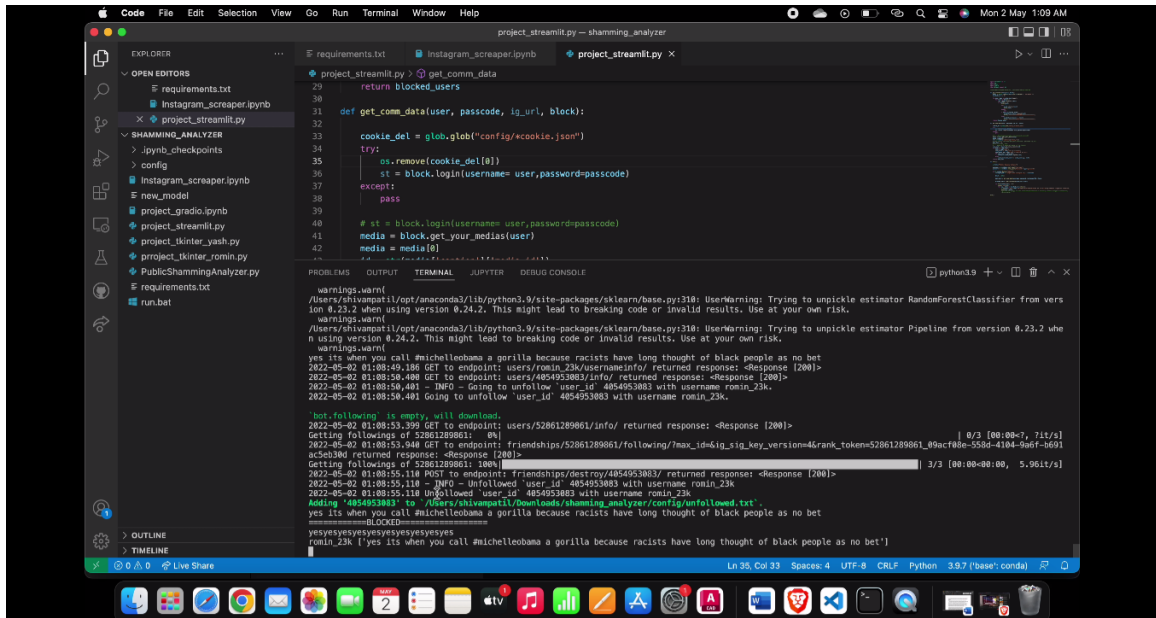 Code File Edit Selection View Go Run Terminal Window Help
Mon 2 May 1:09 AM
project_streamlit.py — shamming_analyzer
EXPLORER
OPEN EDITORS
requirements.txt
Instagram_screaper.ipynb
project_streamlit.py
SHAMMING_ANALYZER
.ipynb_checkpoints
config
Instagram_screaper.ipynb
new_model
project_gradio.ipynb
project_streamlit.py
project_tkinter_yash.py
prroject_tkinter_romin.py
PublicShammingAnalyzer.py
requirements.txt
run.bat
OUTLINE
TIMELINE
requirements.txt Instagram_screaper.ipynb project_streamlit.py
project_streamlit.py > get_comm_data
29 return blocked_users
30
31 def get_comm_data(user, passcode, ig_url, block):
32
33 cookie_del = glob.glob("config/*cookie.json")
34 try:
35 os.remove(cookie_del[0])
36 st = block.login(username= user,password=passcode)
37 except:
38 pass
39
40 # st = block.login(username= user,password=passcode)
41 media = block.get_your_medias(user)
42 media = media[0]
PROBLEMS OUTPUT TERMINAL JUPYTER DEBUG CONSOLE
python3.9
warnings.warn(
/Users/shivampatil/opt/anaconda3/lib/python3.9/site-packages/sklearn/base.py:310: UserWarning: Trying to unpickle estimator RandomForestClassifier from vers
ion 0.23.2 when using version 0.24.2. This might lead to breaking code or invalid results. Use at your own risk.
warnings.warn(
/Users/shivampatil/opt/anaconda3/lib/python3.9/site-packages/sklearn/base.py:310: UserWarning: Trying to unpickle estimator Pipeline from version 0.23.2 whe
n using version 0.24.2. This might lead to breaking code or invalid results. Use at your own risk.
warnings.warn(
yes its when you call #michelleobama a gorilla because racists have long thought of black people as no bet
2022-05-02 01:08:49.186 GET to endpoint: users/romin_23k/usernameinfo/ returned response: <Response [200]>
2022-05-02 01:08:50.400 GET to endpoint: users/4054953083/info/ returned response: <Response [200]>
2022-05-02 01:08:50,401 - INFO - Going to unfollow `user_id` 4054953083 with username romin_23k.
2022-05-02 01:08:50.401 Going to unfollow `user_id` 4054953083 with username romin_23k.
`bot.following` is empty, will download.
2022-05-02 01:08:53.399 GET to endpoint: users/52861289861/info/ returned response: <Response [200]>
Getting followings of 52861289861: 0%| | 0/3 [00:00<?, ?it/s]
2022-05-02 01:08:53.940 GET to endpoint: friendships/52861289861/following/?max_id=&ig_sig_key_version=4&rank_token=52861289861_09acf08e-558d-4104-9a6f-b691
ac5eb30d returned response: <Response [200]>
Getting followings of 52861289861: 100%| | 3/3 [00:00<00:00, 5.96it/s]
2022-05-02 01:08:55.110 POST to endpoint: friendships/destroy/4054953083/ returned response: <Response [200]>
2022-05-02 01:08:55,110 - INFO - Unfollowed `user_id` 4054953083 with username romin_23k
2022-05-02 01:08:55.110 Unfollowed `user_id` 4054953083 with username romin_23k
Adding '4054953083' to `/Users/shivampatil/Downloads/shamming_analyzer/config/unfollowed.txt`.
yes its when you call #michelleobama a gorilla because racists have long thought of black people as no bet
============BLOCKED==================
yesyesyesyesyesyesyesyesyesyesyes
romin_23k ['yes its when you call #michelleobama a gorilla because racists have long thought of black people as no bet']
0 0 Live Share
Ln 35, Col 33 Spaces: 4 UTF-8 CRLF Python 3.9.7 ('base': conda)